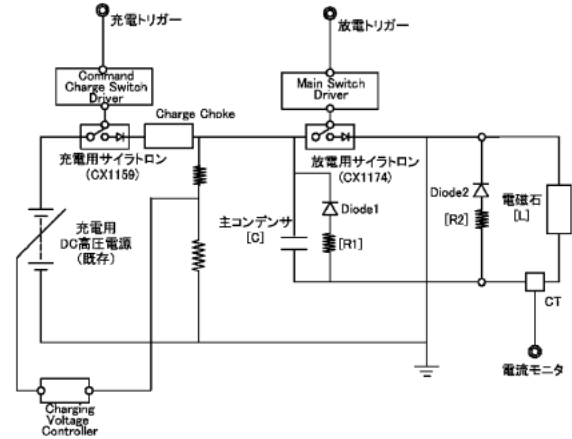 充電トリガー
放電トリガー
Command
Charge Switch
Driver
Main Switch
Driver
Charge Choke
充電用サイラトロン
(CX1159)
放電用サイラトロン
(CX1174)
充電用
DC高圧電源
(既存)
主コンデンサ
[C]
Diode1
[R1]
Diode2
[R2]
電磁石
[L]
CT
電流モニタ
Charging
Voltage
Controller